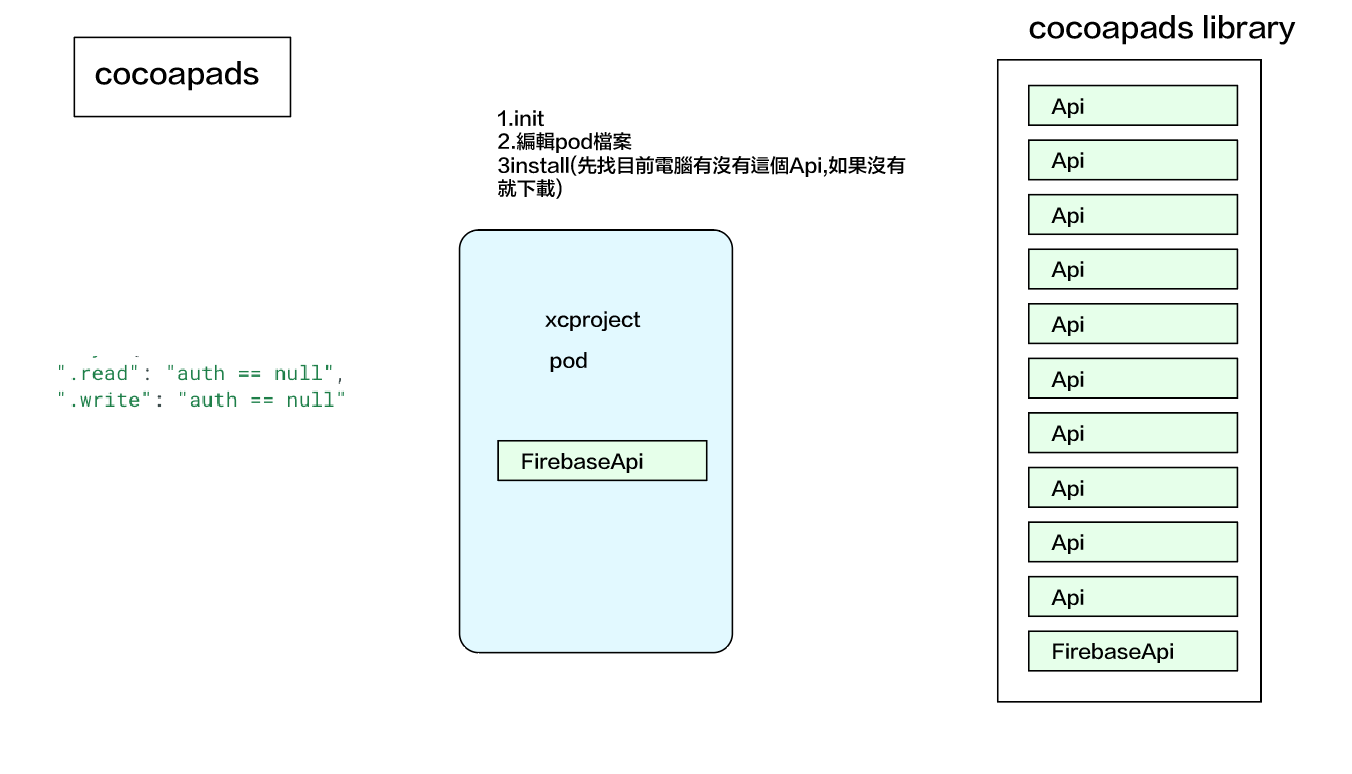 cocoapads library
cocoapads
1.init
2.編輯pod檔案
3install(先找目前電腦有沒有這個Api,如果沒有
就下載)
xcproject
pod
".read": "auth == null",
".write": "auth == null"
FirebaseApi
Api
Api
Api
Api
Api
Api
Api
Api
Api
Api
FirebaseApi